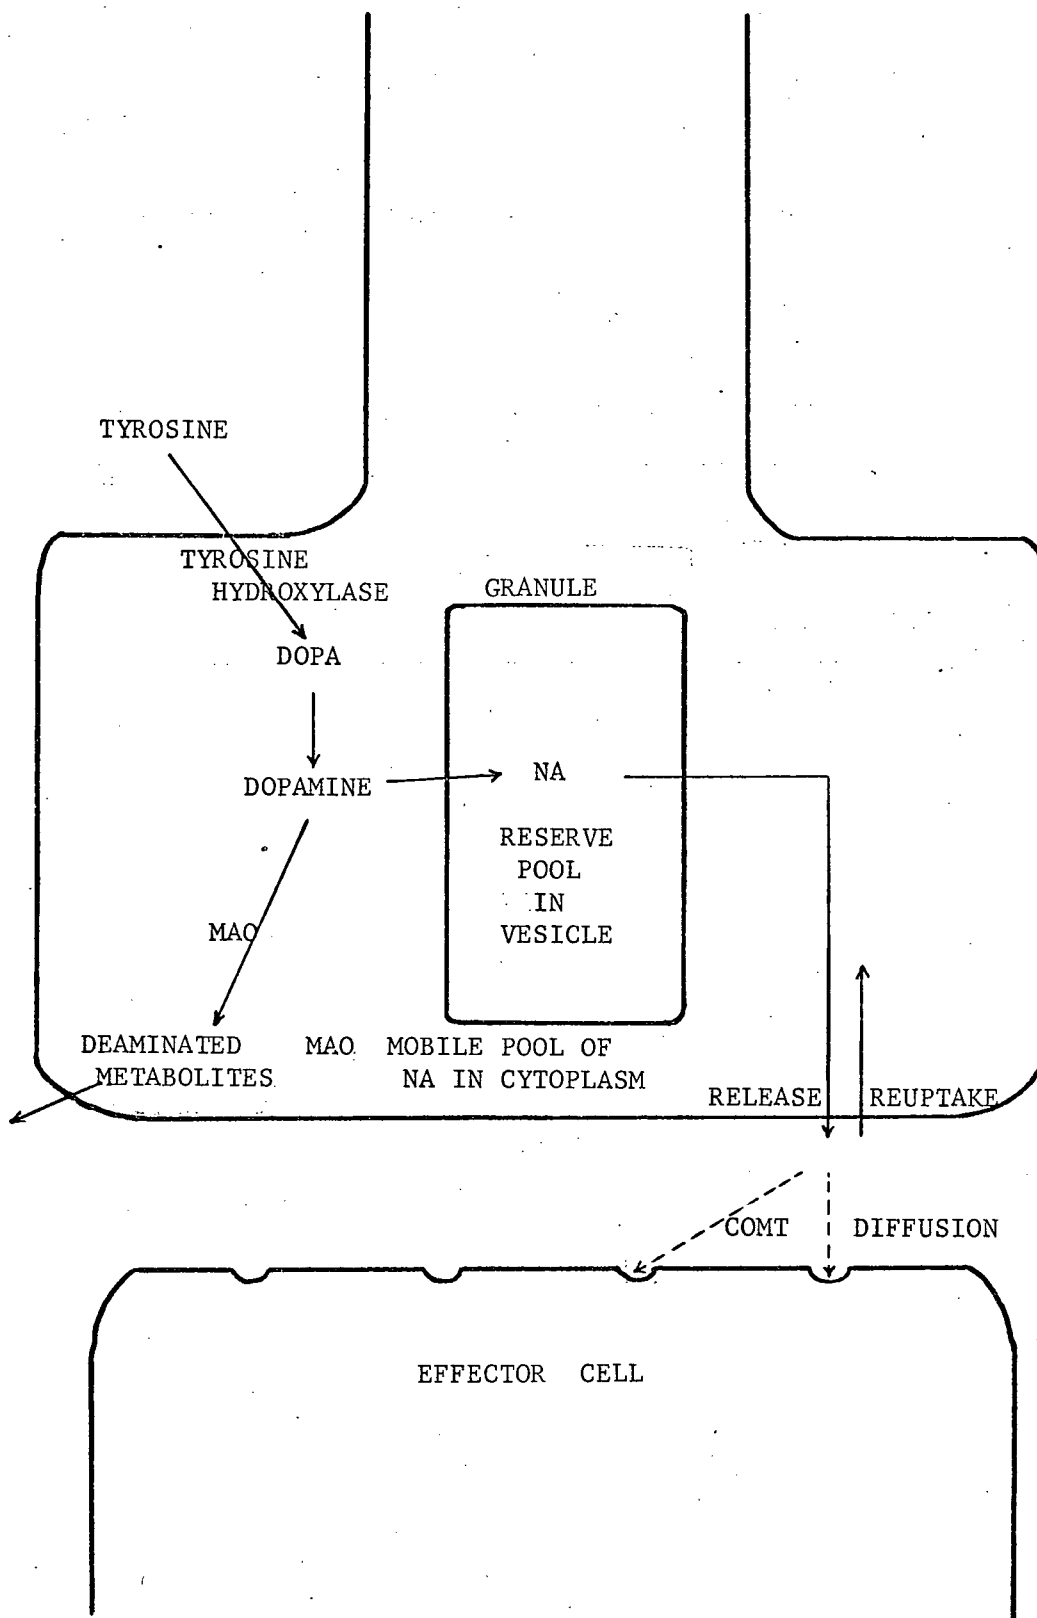 TYROSINE
TYROSINE
HYDROXYLASE
GRANULE
DOPA
DOPAMINE
NA
RESERVE
POOL
IN
VESICLE
MAO
DEAMINATED
METABOLITES
MAO MOBILE POOL OF
NA IN CYTOPLASM
RELEASE
REUPTAKE
COMT
DIFFUSION
EFFECTOR CELL